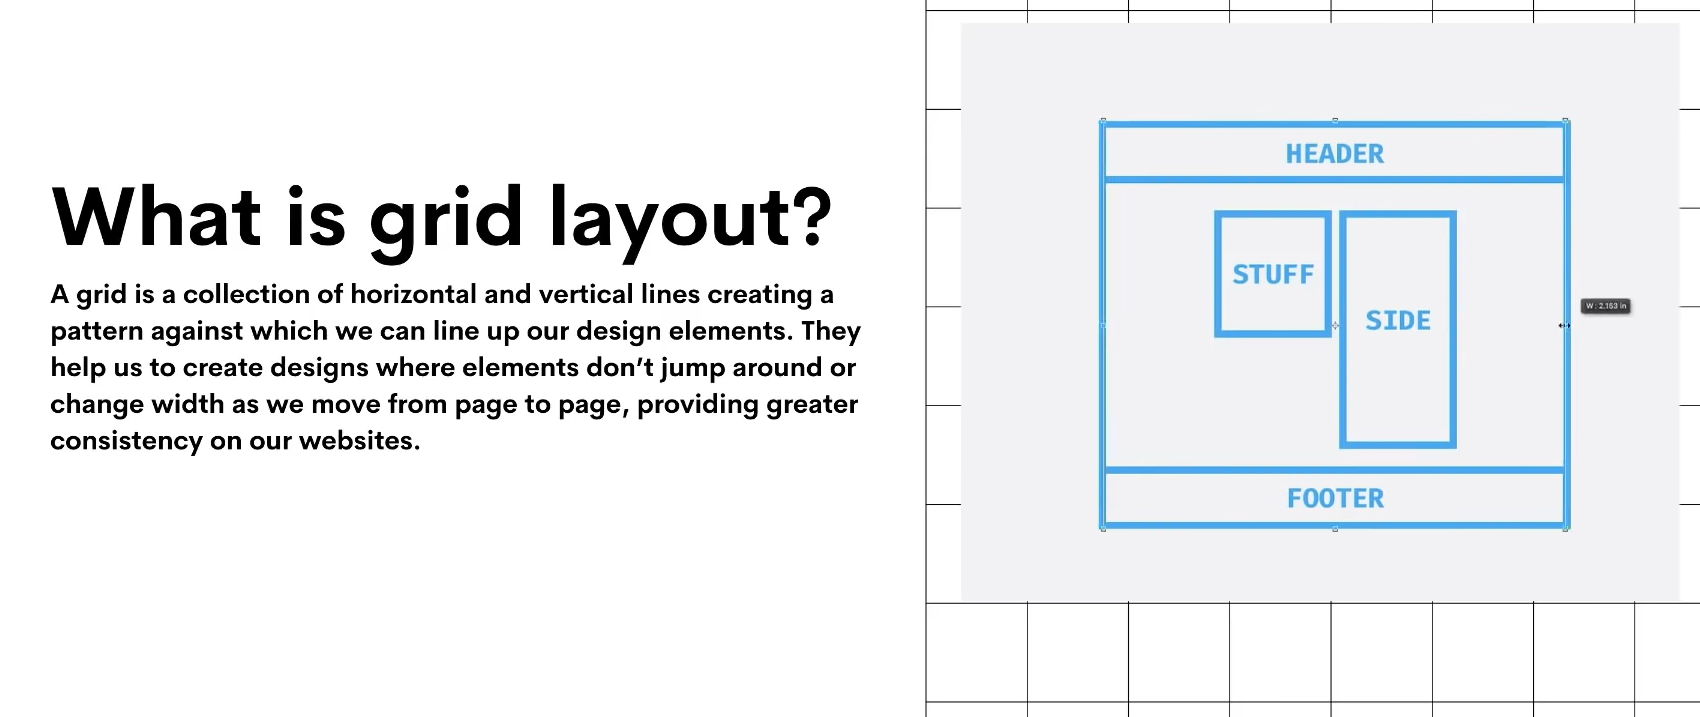 What is grid layout?
A grid is a collection of horizontal and vertical lines creating a
pattern against which we can line up our design elements. They
help us to create designs where elements don’t jump around or
change width as we move from page to page, providing greater
consistency on our websites.
HEADER
STUFF
SIDE
W : 2.153 in
FOOTER